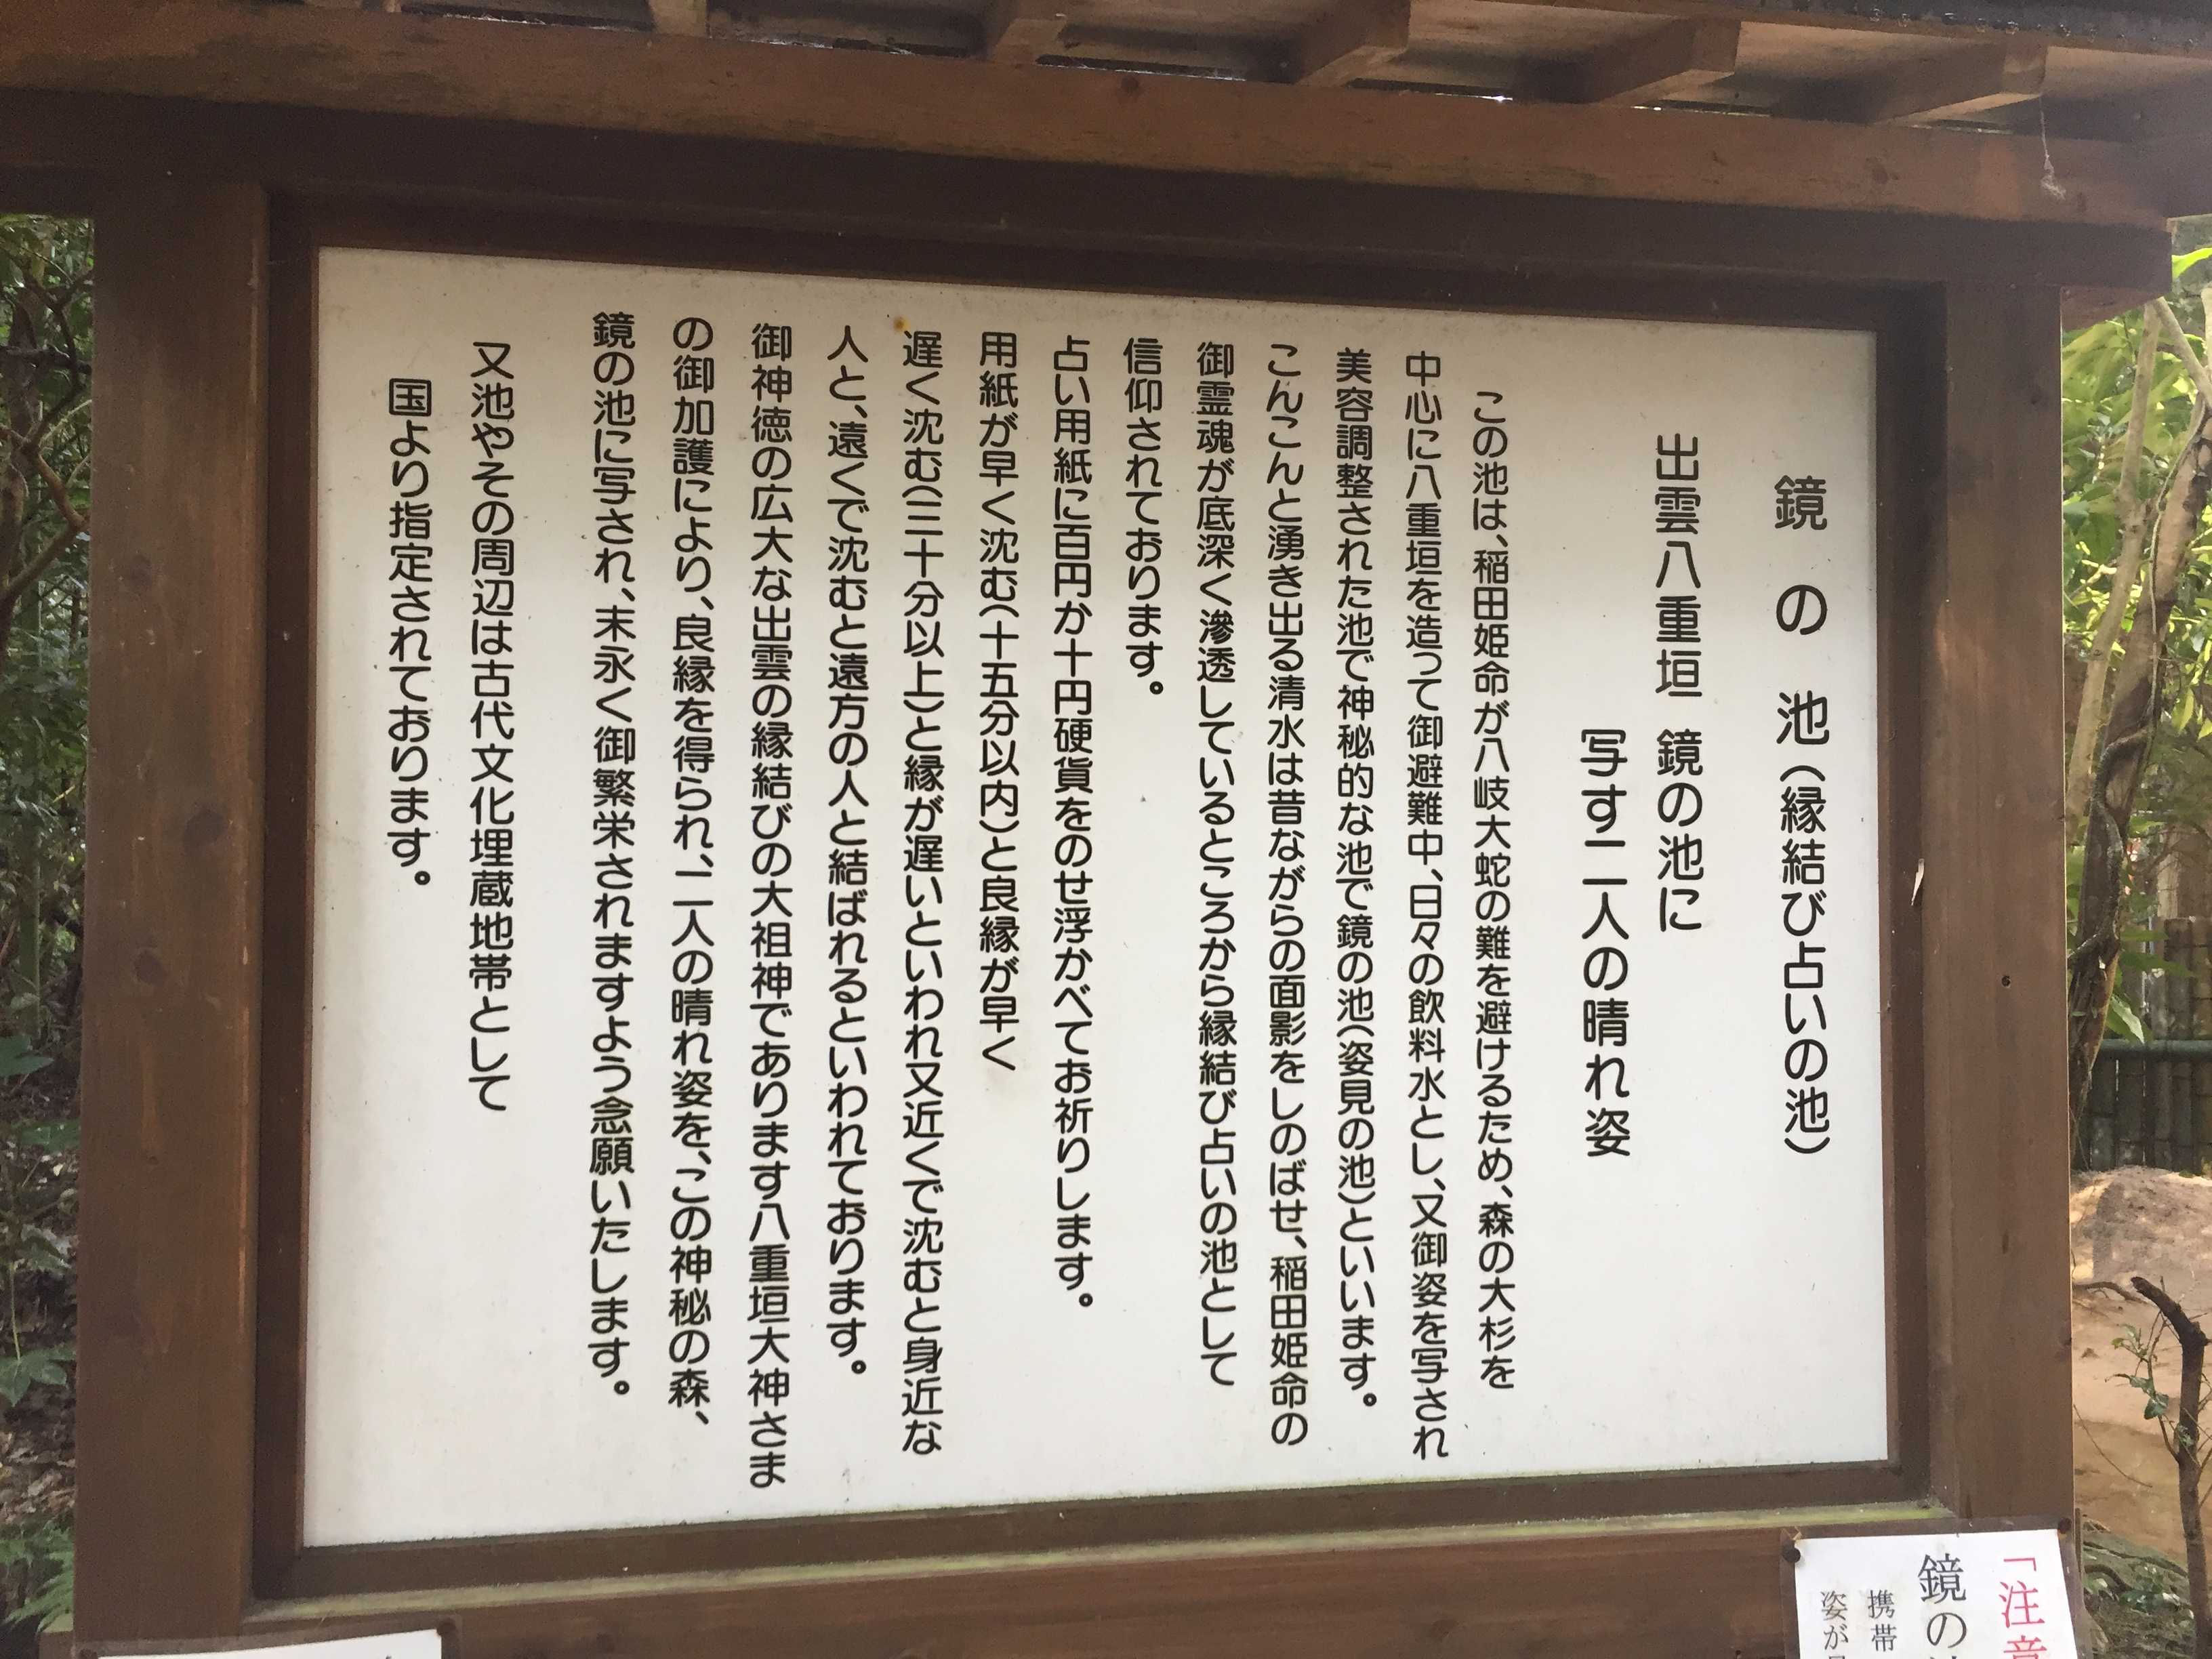 鏡の池（縁結び占いの池）
出雲八重垣 鏡の池に
写す二人の晴れ姿
この池は、稲田姫命が八岐大蛇の難を避けるため、森の大杉を
中心に八重垣を造って御避難中、日々の飲料水とし、又御姿を写され
美容調整された池で神秘的な池で鏡の池（姿見の池）といいます。
こんこんと湧き出る清水は昔ながらの面影をしのばせ、稲田姫命の
御霊魂が底深く滲透しているところから縁結び占いの池として
信仰されております。
占い用紙に百円か十円硬貨をのせ浮かべてお祈りします。
用紙が早く沈む（十五分以内）と良縁が早く
遅く沈む（三十分以上）と縁が遅いといわれ又近くで沈むと身近な
人と、遠くで沈むと遠方の人と結ばれるといわれております。
御神徳の広大な出雲の縁結びの大祖神であります八重垣大神さま
の御加護により、良縁を得られ、二人の晴れ姿を、この神秘の森、
鏡の池に写され、末永く御繁栄されますよう念願いたします。
又池やその周辺は古代文化埋蔵地帯として
国より指定されております。
「注意
鏡の
携帯
姿が